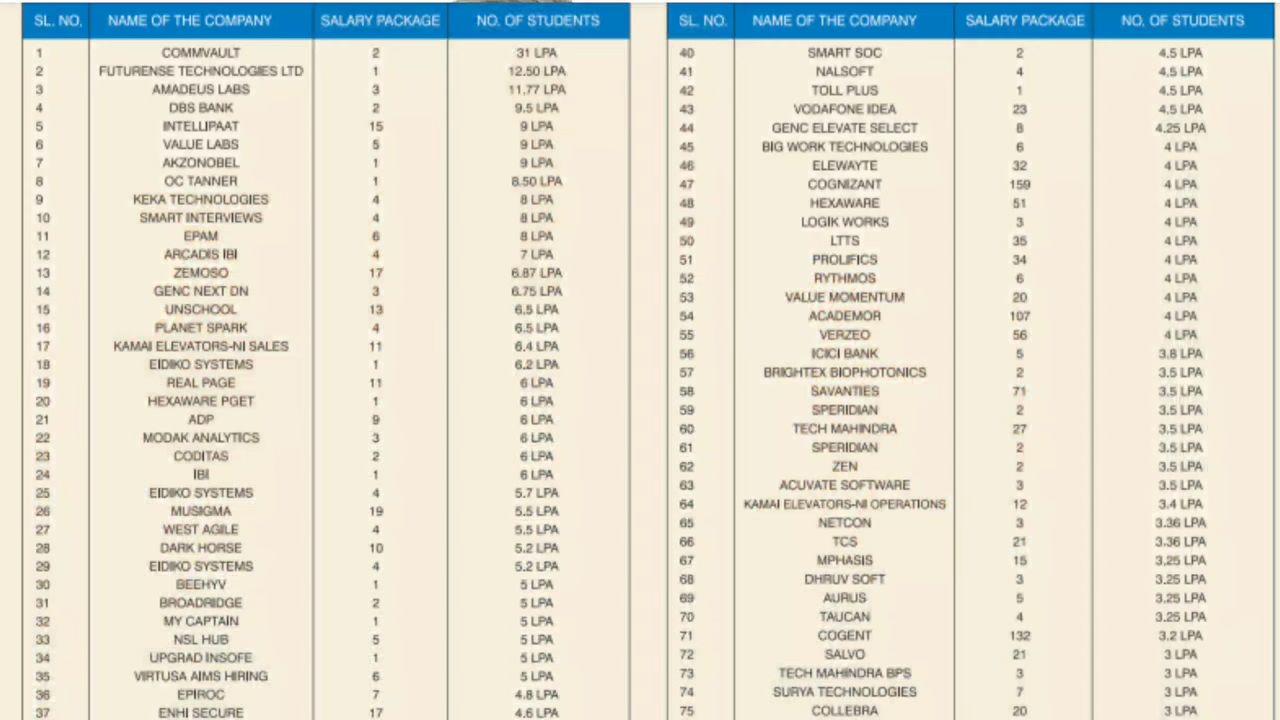 SL. NO. NAME OF THE COMPANY SALARY PACKAGE NO. OF STUDENTS
1 COMMVAULT 2 31 LPA
2 FUTURENSE TECHNOLOGIES LTD 1 12.50 LPA
3 AMADEUS LABS 3 11.77 LPA
4 DBS BANK 2 9.5 LPA
5 INTELLIPAAT 15 9 LPA
6 VALUE LABS 5 9 LPA
7 AKZONOBEL 1 9 LPA
8 OC TANNER 1 8.50 LPA
9 KEKA TECHNOLOGIES 4 8 LPA
10 SMART INTERVIEWS 4 8 LPA
11 EPAM 6 8 LPA
12 ARCADIS IBI 4 7 LPA
13 ZEMOSO 17 6.87 LPA
14 GENC NEXT DN 3 6.75 LPA
15 UNSCHOOL 13 6.5 LPA
16 PLANET SPARK 4 6.5 LPA
17 KAMAI ELEVATORS-NI SALES 11 6.4 LPA
18 EIDIKO SYSTEMS 1 6.2 LPA
19 REAL PAGE 11 6 LPA
20 HEXAWARE PGET 1 6 LPA
21 ADP 9 6 LPA
22 MODAK ANALYTICS 3 6 LPA
23 CODITAS 2 6 LPA
24 IBI 1 6 LPA
25 EIDIKO SYSTEMS 4 5.7 LPA
26 MUSIGMA 19 5.5 LPA
27 WEST AGILE 4 5.5 LPA
28 DARK HORSE 10 5.2 LPA
29 EIDIKO SYSTEMS 4 5.2 LPA
30 BEEHYV 1 5 LPA
31 BROADRIDGE 2 5 LPA
32 MY CAPTAIN 1 5 LPA
33 NSL HUB 5 5 LPA
34 UPGRAD INSOFE 1 5 LPA
35 VIRTUSA AIMS HIRING 6 5 LPA
36 EPIROC 7 4.8 LPA
37 ENHI SECURE 17 4.6 LPA
SL. NO. NAME OF THE COMPANY SALARY PACKAGE NO. OF STUDENTS
40 SMART SOC 2 4.5 LPA
41 NALSOFT 4 4.5 LPA
42 TOLL PLUS 1 4.5 LPA
43 VODAFONE IDEA 23 4.5 LPA
44 GENC ELEVATE SELECT 8 4.25 LPA
45 BIG WORK TECHNOLOGIES 6 4 LPA
46 ELEWAYTE 32 4 LPA
47 COGNIZANT 159 4 LPA
48 HEXAWARE 51 4 LPA
49 LOGIK WORKS 3 4 LPA
50 LTTS 35 4 LPA
51 PROLIFICS 34 4 LPA
52 RYTHMOS 6 4 LPA
53 VALUE MOMENTUM 20 4 LPA
54 ACADEMOR 107 4 LPA
55 VERZEO 56 4 LPA
56 ICICI BANK 5 3.8 LPA
57 BRIGHTEX BIOPHOTONICS 2 3.5 LPA
58 SAVANTIES 71 3.5 LPA
59 SPERIDIAN 2 3.5 LPA
60 TECH MAHINDRA 27 3.5 LPA
61 SPERIDIAN 2 3.5 LPA
62 ZEN 2 3.5 LPA
63 ACUVATE SOFTWARE 3 3.5 LPA
64 KAMAI ELEVATORS-NI OPERATIONS 12 3.4 LPA
65 NETCON 3 3.36 LPA
66 TCS 21 3.36 LPA
67 MPHASIS 15 3.25 LPA
68 DHRUV SOFT 3 3.25 LPA
69 AURUS 5 3.25 LPA
70 TAUCAN 4 3.25 LPA
71 COGENT 132 3.2 LPA
72 SALVO 21 3 LPA
73 TECH MAHINDRA BPS 3 3 LPA
74 SURYA TECHNOLOGIES 7 3 LPA
75 COLLEBRA 20 3 LPA